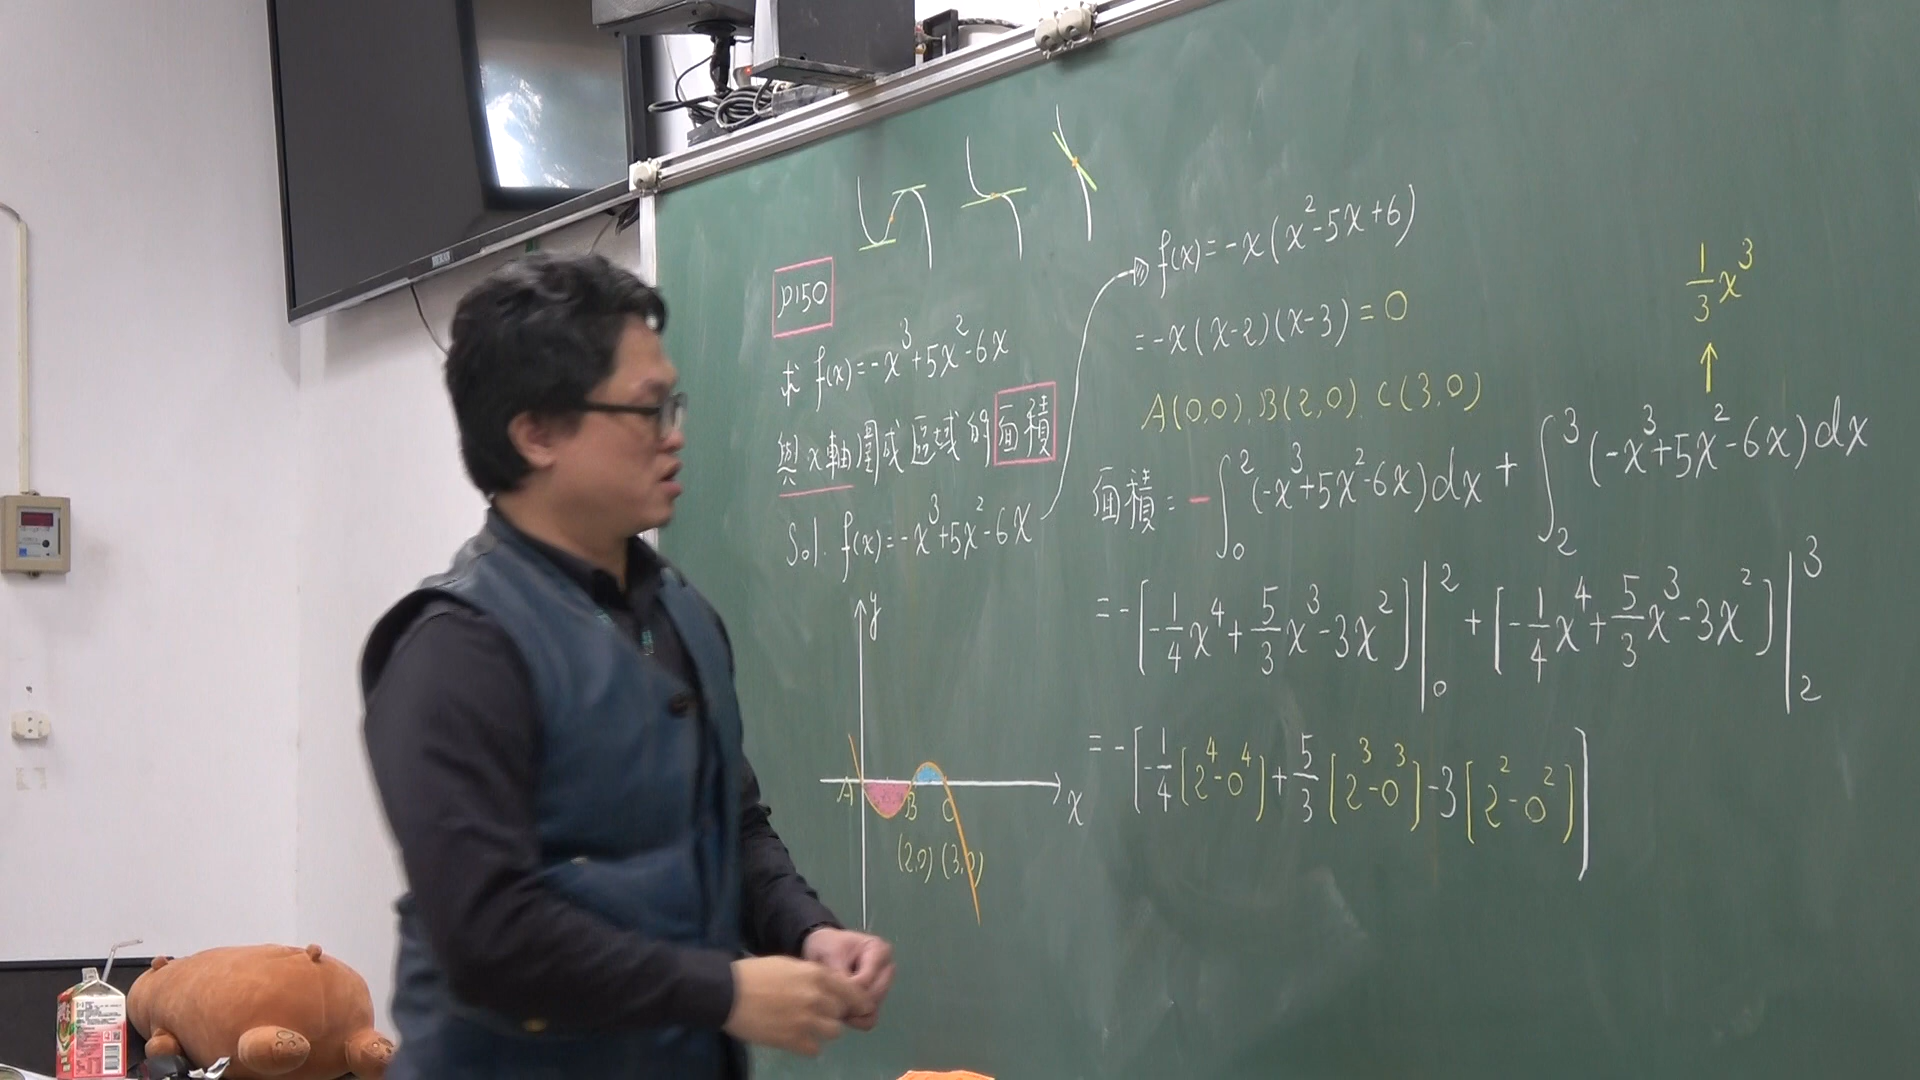 p150
求 f(x)=-x³+5x²-6x
與x軸圍成區域的面積
Sol. f(x)=-x³+5x²-6x
y
A B C x
(2,0) (3,0)
f(x)=-x(x²-5x+6)
=-x(x-2)(x-3)=0
A(0,0), B(2,0), C(3,0)
1/3 x³
↑
面積=-∫₀²(-x³+5x²-6x)dx+∫₂³(-x³+5x²-6x)dx
=-[-1/4 x⁴+5/3 x³-3x²]|₀²+[-1/4 x⁴+5/3 x³-3x²]|₂³
=-[-1/4[2⁴-0⁴]+5/3[2³-0³]-3[2²-0²]]